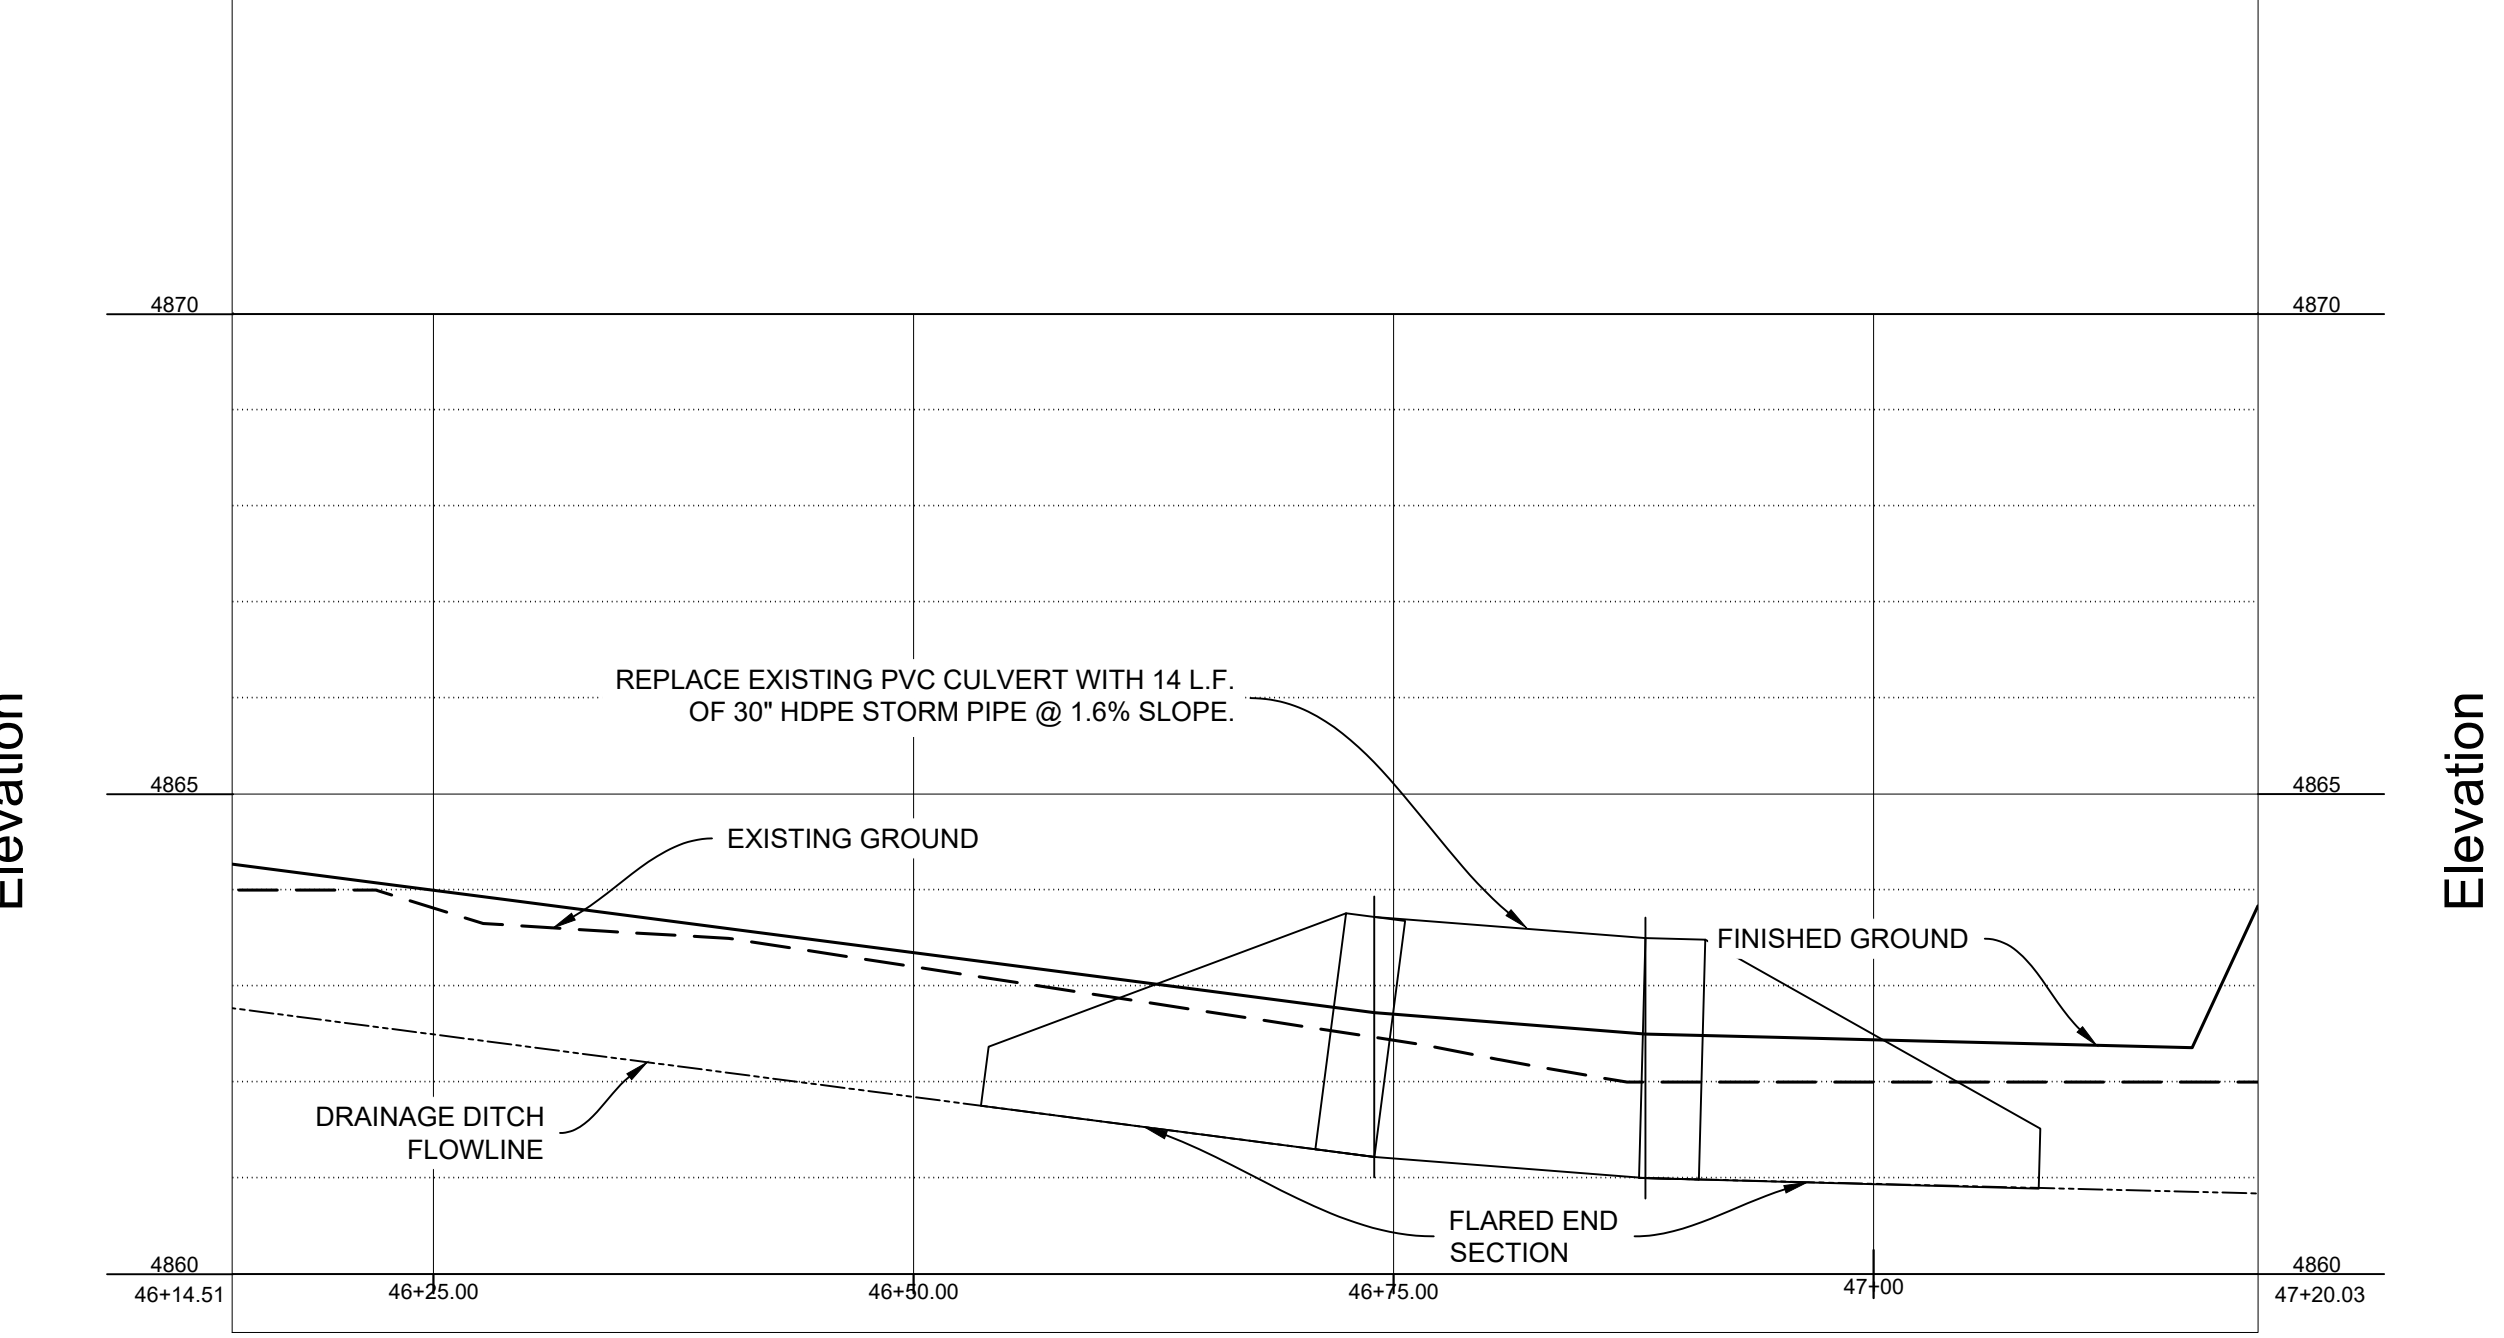 4870
4870
REPLACE EXISTING PVC CULVERT WITH 14 L.F.
OF 30" HDPE STORM PIPE @ 1.6% SLOPE.
Elevation
Elevation
4865
4865
EXISTING GROUND
FINISHED GROUND
DRAINAGE DITCH
FLOWLINE
FLARED END
SECTION
4860
4860
46+14.51
46+25.00
46+50.00
46+75.00
47+00
47+20.03